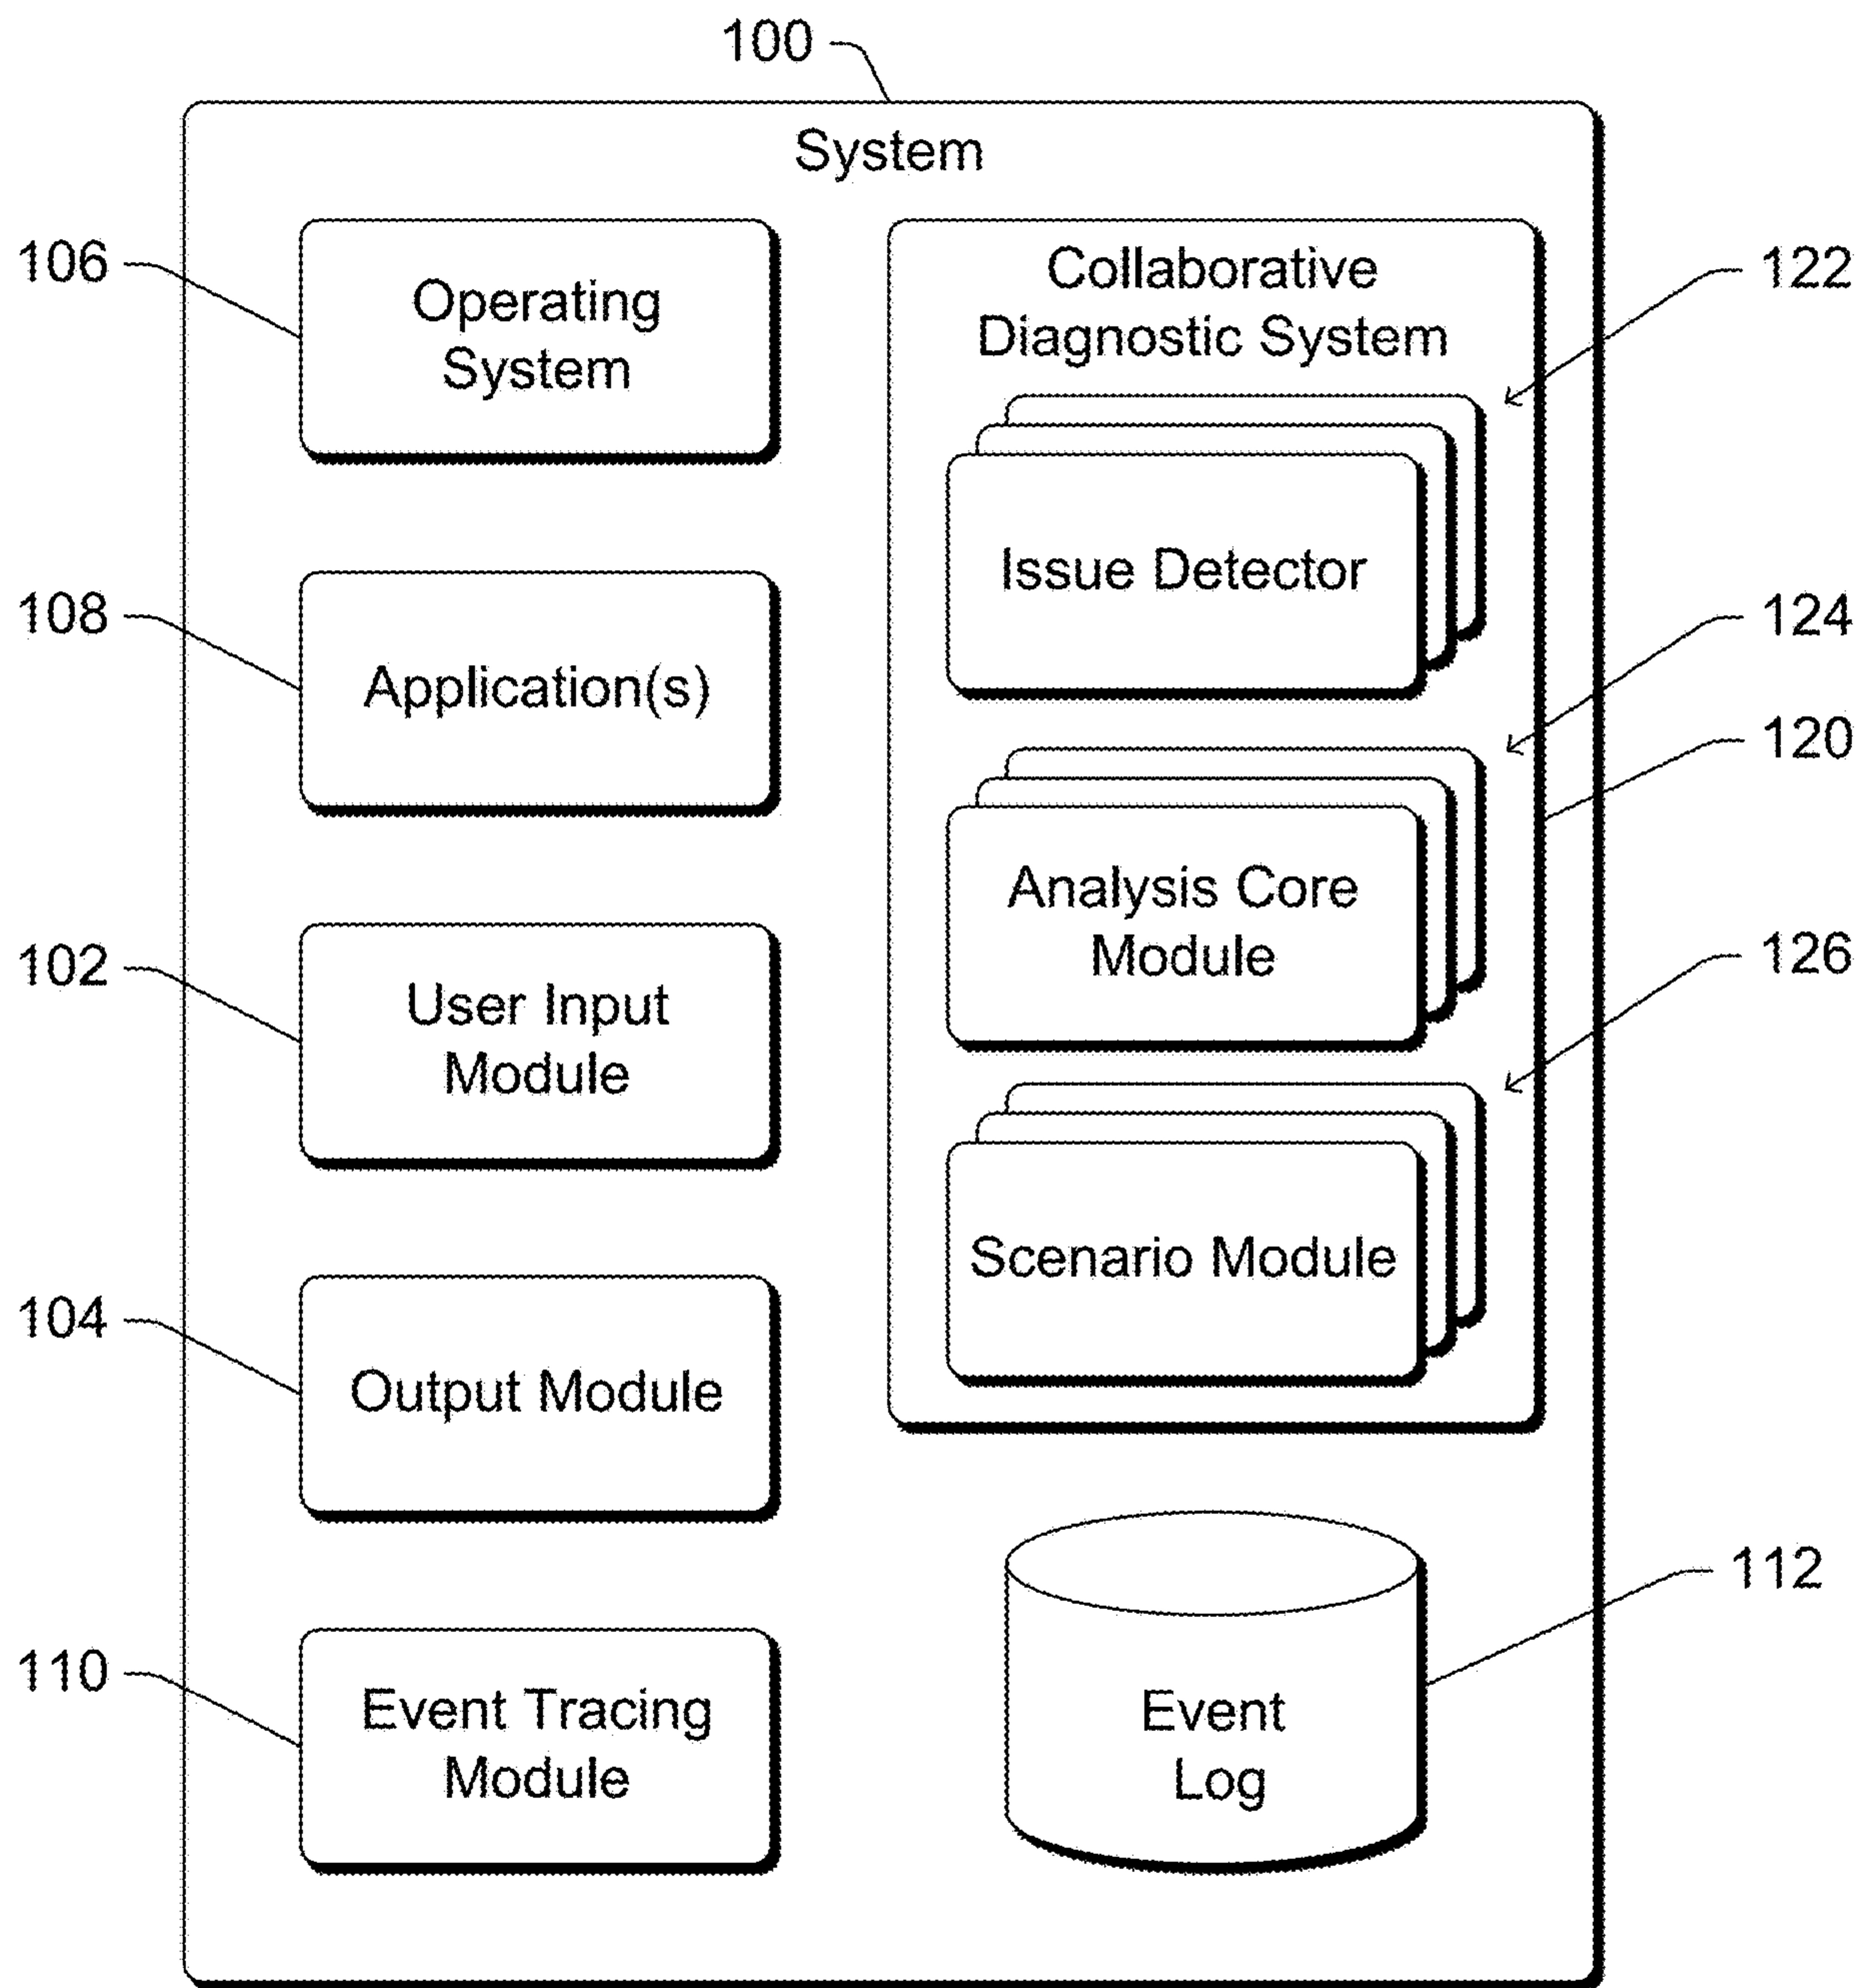 100
System
106
Operating
System
108
Application(s)
102
User Input
Module
104
Output Module
110
Event Tracing
Module
Collaborative
Diagnostic System
122
Issue Detector
124
120
Analysis Core
Module
126
Scenario Module
112
Event
Log